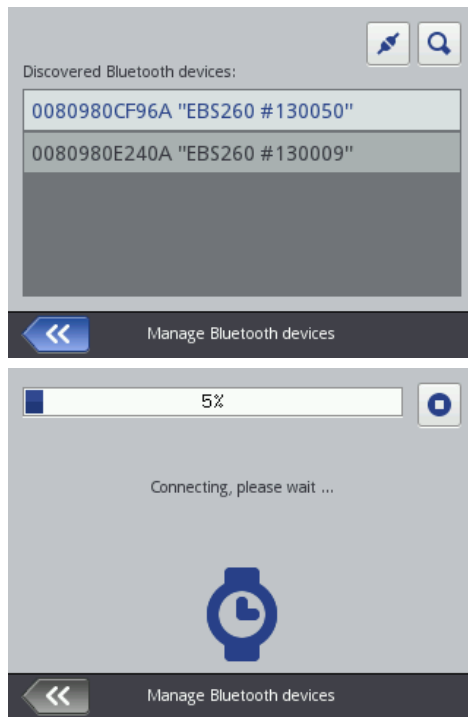 Discovered Bluetooth devices:
0080980CF96A "EBS260 #130050"
0080980E240A "EBS260 #130009"
Manage Bluetooth devices
5%
Connecting, please wait ...
Manage Bluetooth devices